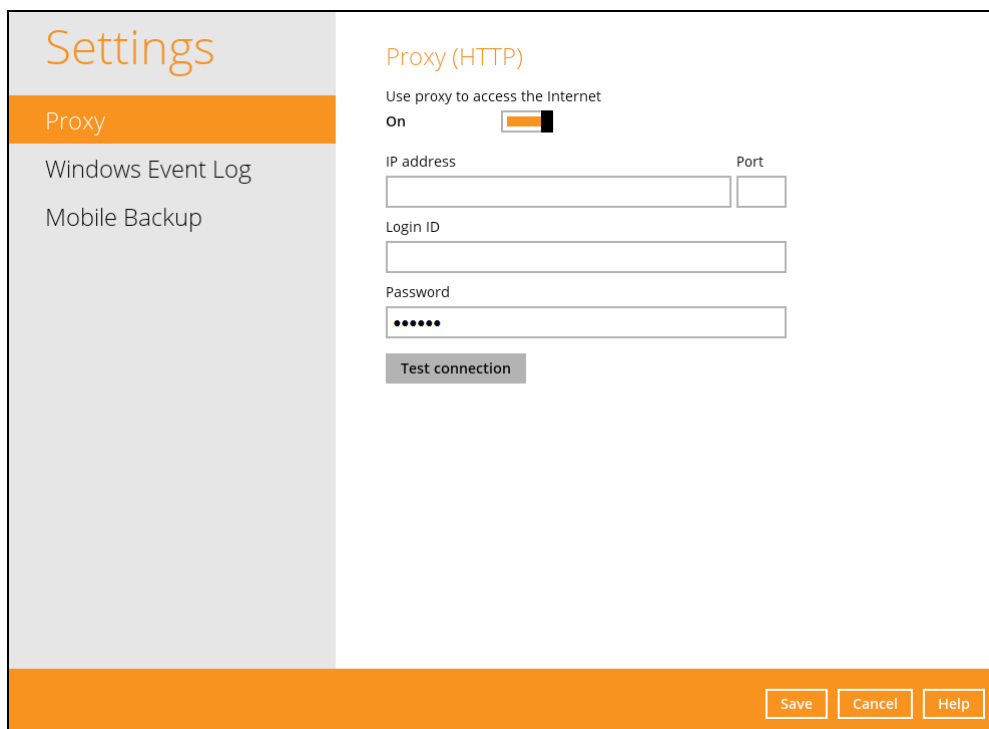 Settings
Proxy
Windows Event Log
Mobile Backup
Proxy (HTTP)
Use proxy to access the Internet
On
IP address Port
Login ID
Password
••••••
Test connection
Save Cancel Help